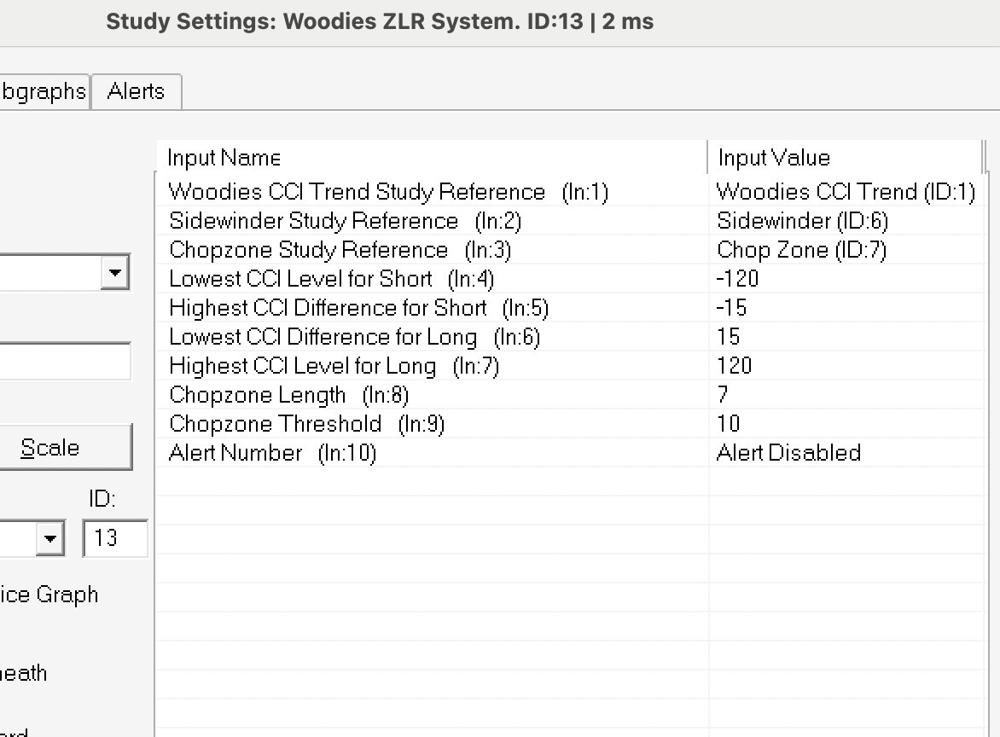 Study Settings: Woodies ZLR System. ID:13 | 2 ms
bgraphs Alerts
Input Name Input Value
Woodies CCI Trend Study Reference (In:1) Woodies CCI Trend (ID:1)
Sidewinder Study Reference (In:2) Sidewinder (ID:6)
Chopzone Study Reference (In:3) Chop Zone (ID:7)
Lowest CCI Level for Short (In:4) -120
Highest CCI Difference for Short (In:5) -15
Lowest CCI Difference for Long (In:6) 15
Highest CCI Level for Long (In:7) 120
Chopzone Length (In:8) 7
Chopzone Threshold (In:9) 10
Alert Number (In:10) Alert Disabled
Scale
ID:
13
ice Graph
neath